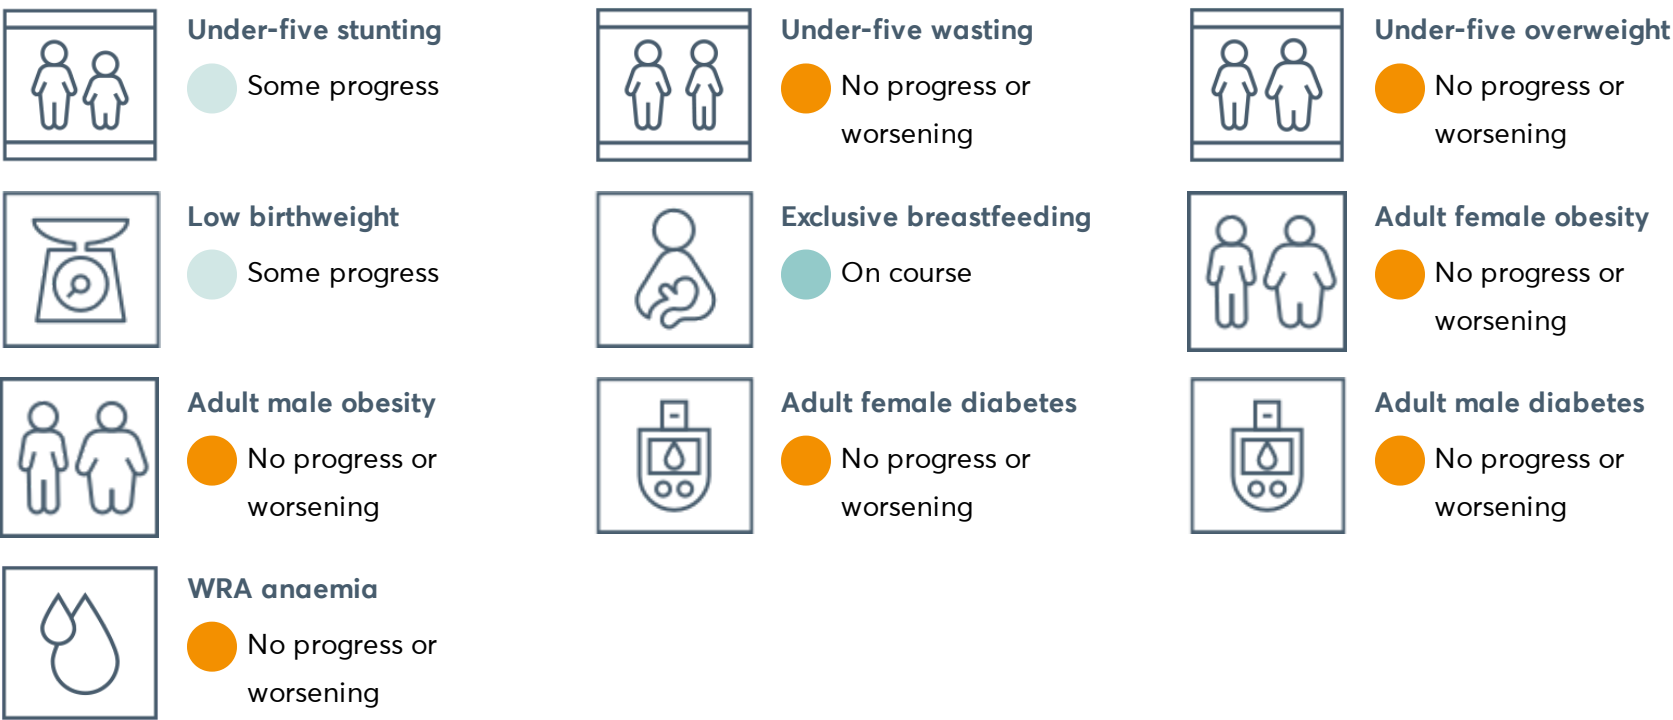 Under-five stunting
Some progress
Under-five wasting
No progress or
worsening
Under-five overweight
No progress or
worsening
Low birthweight
Some progress
Exclusive breastfeeding
On course
Adult female obesity
No progress or
worsening
Adult male obesity
No progress or
worsening
Adult female diabetes
No progress or
worsening
Adult male diabetes
No progress or
worsening
WRA anaemia
No progress or
worsening